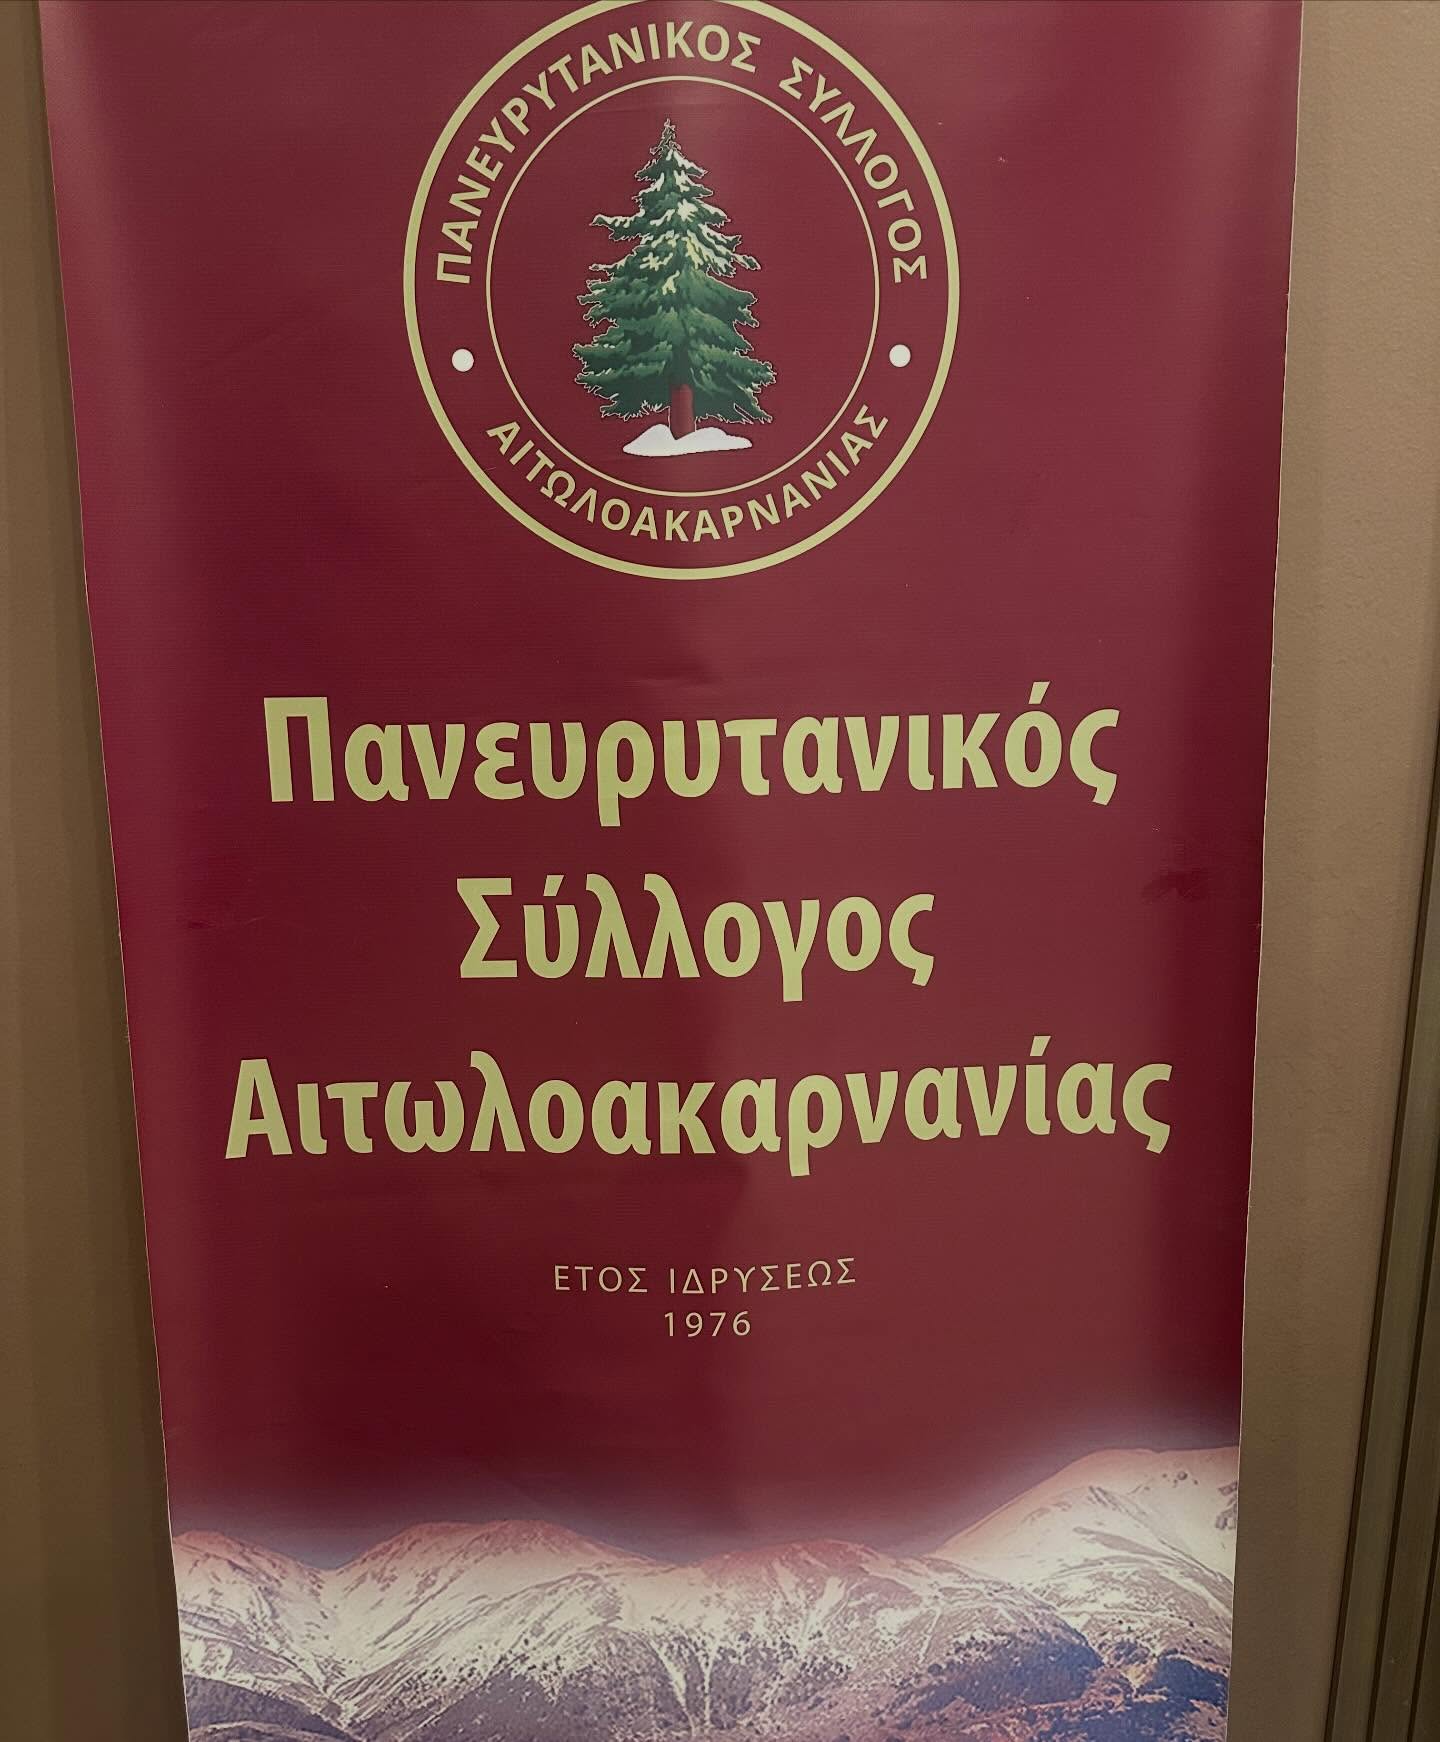 ΠΑΝΕΥΡΥΤΑΝΙΚΟΣ ΣΥΛΛΟΓΟΣ
• ΑΙΤΩΛΟΑΚΑΡΝΑΝΙΑΣ •
Πανευρυτανικός
Σύλλογος
Αιτωλοακαρνανίας
ΕΤΟΣ ΙΔΡΥΣΕΩΣ
1976